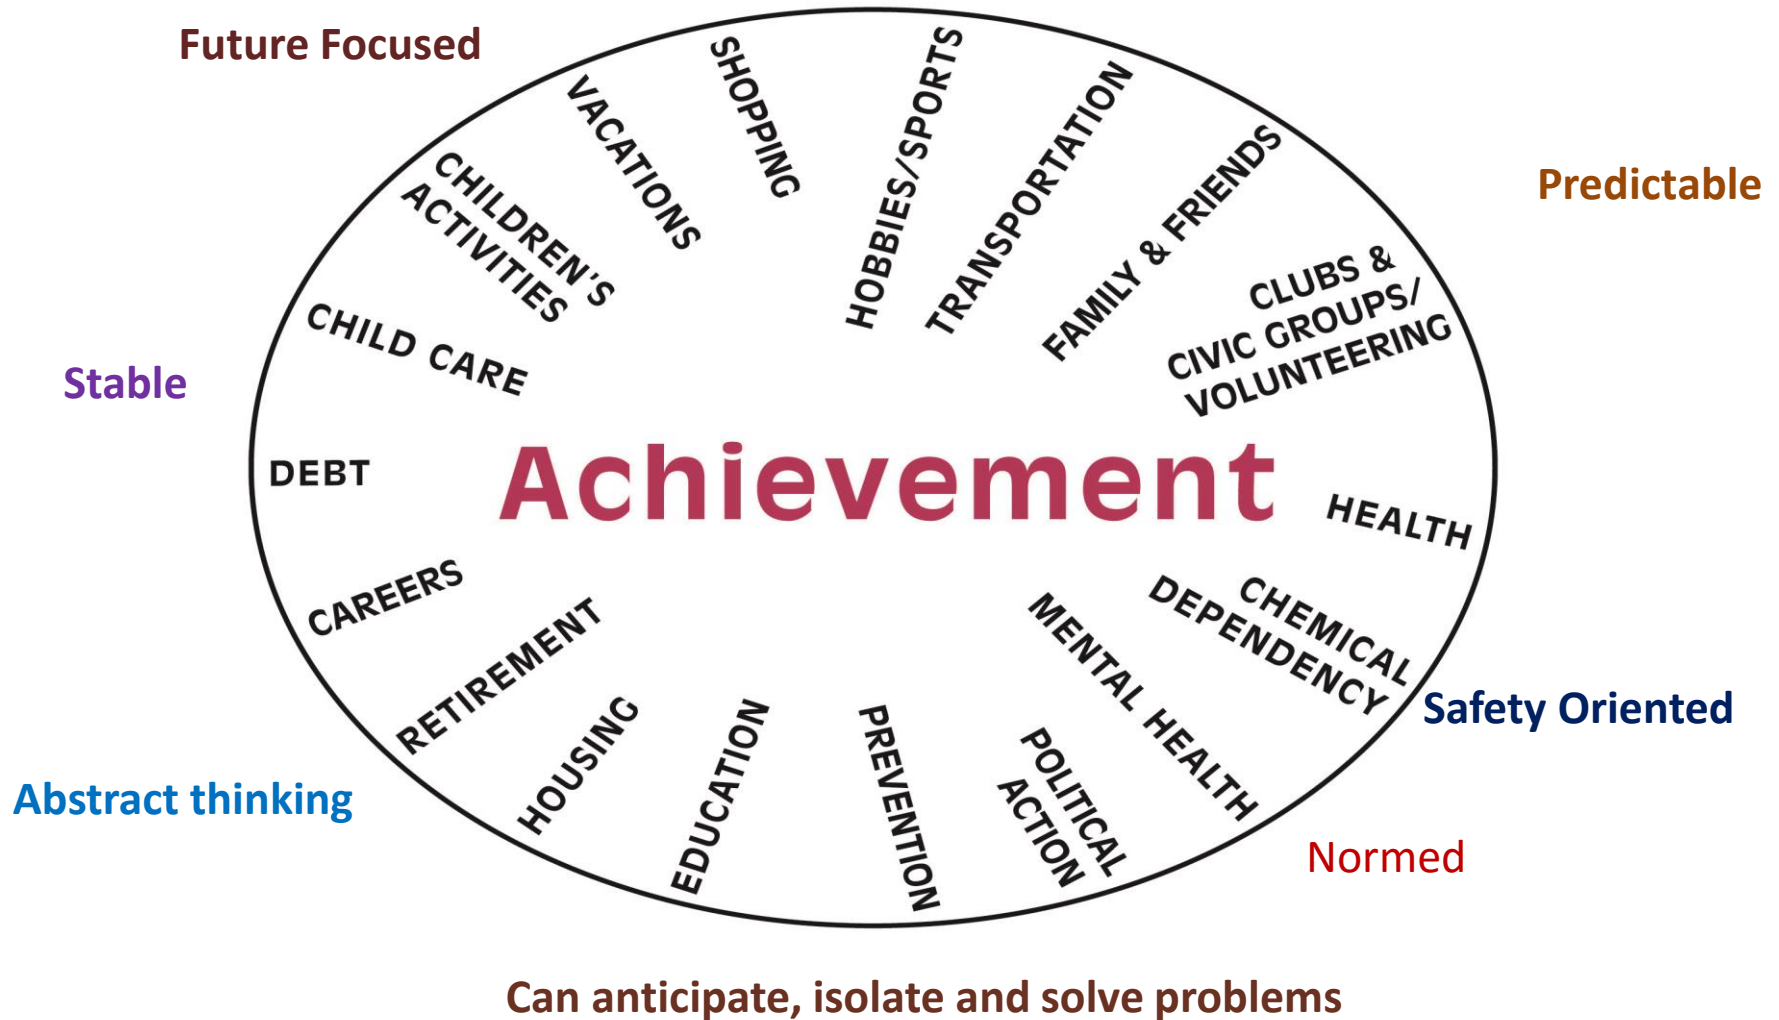 Future Focused
SHOPPING
HOBBIES/SPORTS
TRANSPORTATION
VACATIONS
FAMILY & FRIENDS
Predictable
CHILDREN'S
ACTIVITIES
CLUBS &
CIVIC GROUPS/
VOLUNTEERING
CHILD CARE
Stable
DEBT
Achievement
HEALTH
CAREERS
CHEMICAL
DEPENDENCY
RETIREMENT
MENTAL HEALTH
Safety Oriented
HOUSING
EDUCATION
PREVENTION
POLITICAL
ACTION
Abstract thinking
Normed
Can anticipate, isolate and solve problems